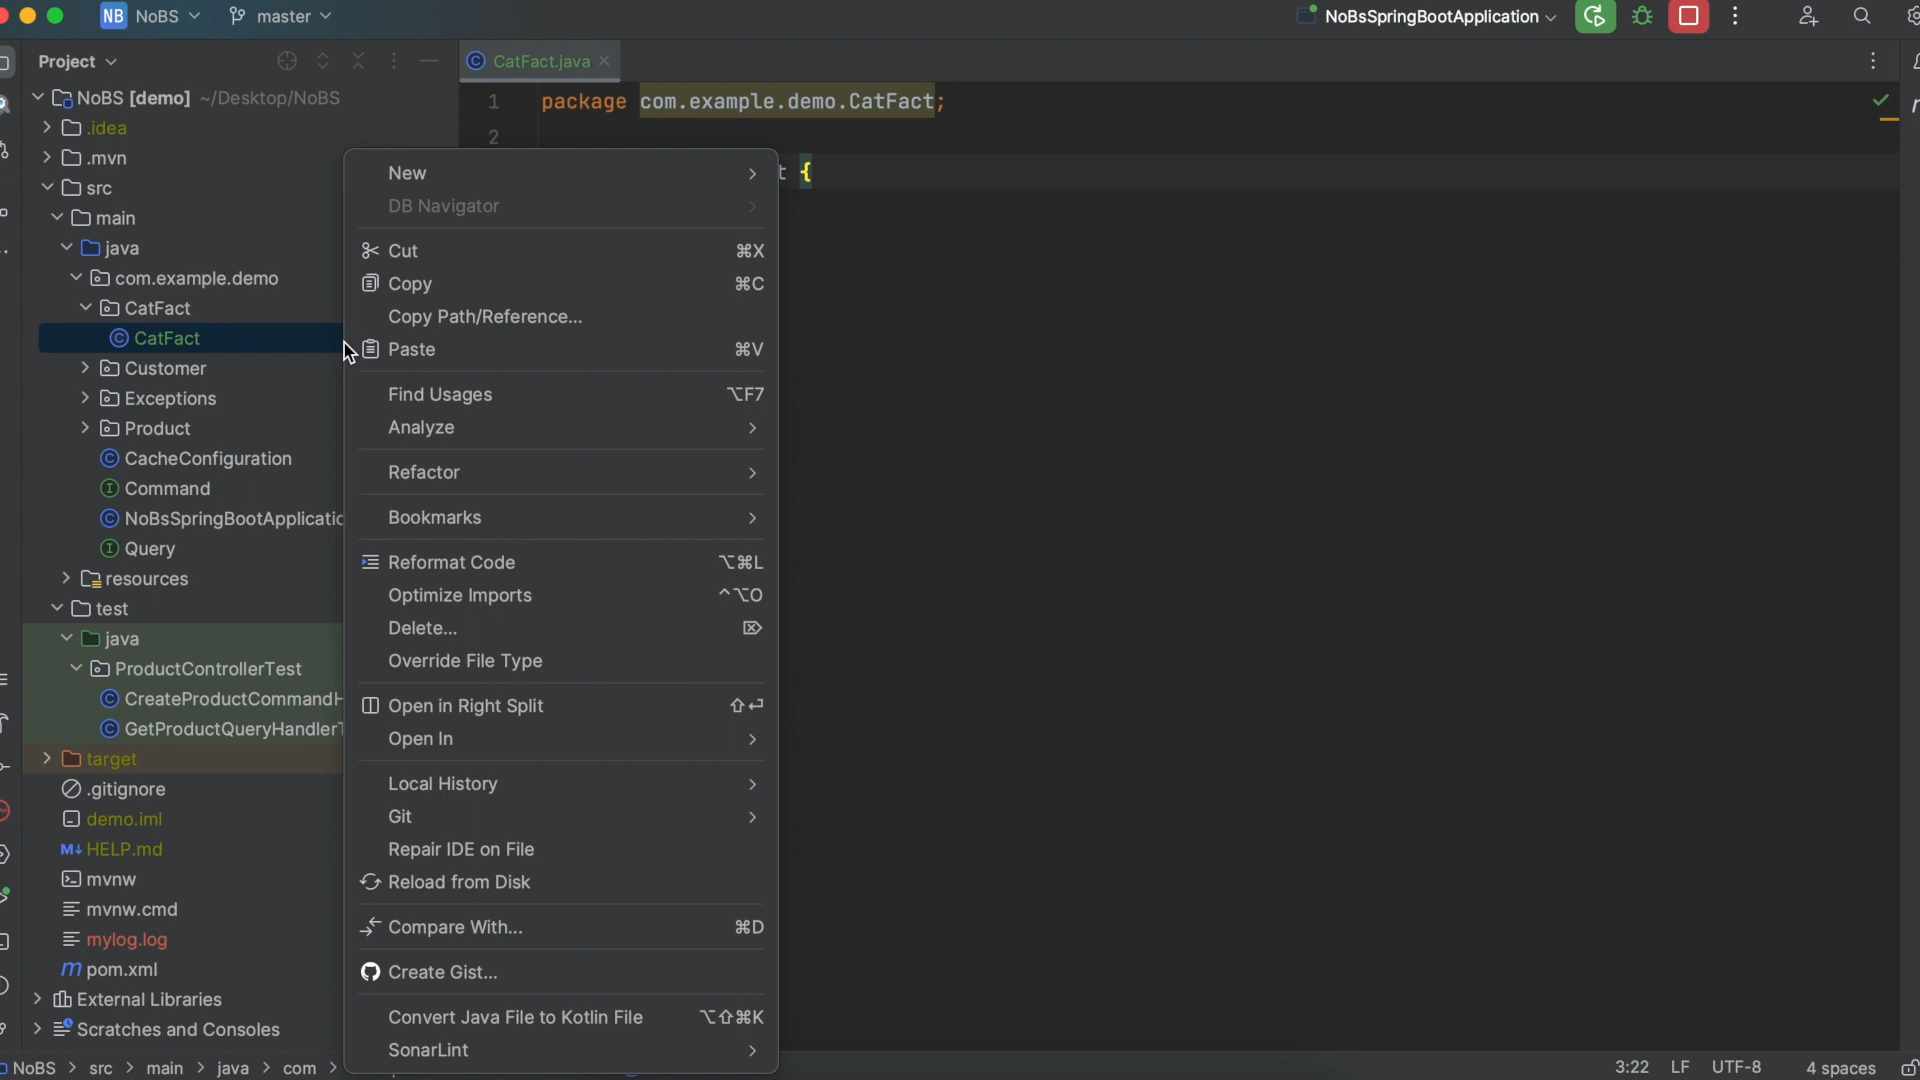 NB NoBS master NoBsSpringBootApplication
Project CatFact.java
NoBS [demo] ~/Desktop/NoBS
1 package com.example.demo.CatFact;
.idea
2
.mvn
t {
src
main
java
com.example.demo
CatFact
CatFact
Customer
Exceptions
Product
CacheConfiguration
Command
NoBsSpringBootApplicatio
Query
resources
test
java
ProductControllerTest
CreateProductCommandH
GetProductQueryHandlerT
target
.gitignore
demo.iml
M↓ HELP.md
mvnw
mvnw.cmd
mylog.log
m pom.xml
External Libraries
Scratches and Consoles
New
DB Navigator
Cut ⌘X
Copy ⌘C
Copy Path/Reference...
Paste ⌘V
Find Usages ⌥F7
Analyze
Refactor
Bookmarks
Reformat Code ⌥⌘L
Optimize Imports ^⌥O
Delete... ⌦
Override File Type
Open in Right Split ⇧⏎
Open In
Local History
Git
Repair IDE on File
Reload from Disk
Compare With... ⌘D
Create Gist...
Convert Java File to Kotlin File ⌥⇧⌘K
SonarLint
NoBS > src > main > java > com > 3:22 LF UTF-8 4 spaces